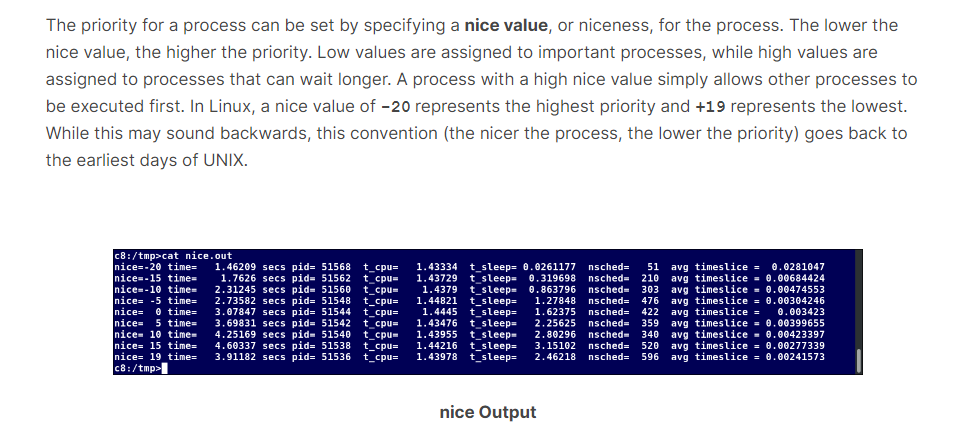 The priority for a process can be set by specifying a nice value, or niceness, for the process. The lower the
nice value, the higher the priority. Low values are assigned to important processes, while high values are
assigned to processes that can wait longer. A process with a high nice value simply allows other processes to
be executed first. In Linux, a nice value of -20 represents the highest priority and +19 represents the lowest.
While this may sound backwards, this convention (the nicer the process, the lower the priority) goes back to
the earliest days of UNIX.
c8:/tmp>cat nice.out
nice=-20 time= 1.46209 secs pid= 51568 t_cpu= 1.43334 t_sleep= 0.0261177 nsched= 51 avg timeslice = 0.0281047
nice=-15 time= 1.7626 secs pid= 51562 t_cpu= 1.43729 t_sleep= 0.319698 nsched= 210 avg timeslice = 0.00684424
nice=-10 time= 2.31245 secs pid= 51560 t_cpu= 1.4379 t_sleep= 0.863796 nsched= 303 avg timeslice = 0.00474553
nice= -5 time= 2.73582 secs pid= 51548 t_cpu= 1.44821 t_sleep= 1.27848 nsched= 476 avg timeslice = 0.00304246
nice= 0 time= 3.07847 secs pid= 51544 t_cpu= 1.4445 t_sleep= 1.62375 nsched= 422 avg timeslice = 0.003423
nice= 5 time= 3.69831 secs pid= 51542 t_cpu= 1.43476 t_sleep= 2.25625 nsched= 359 avg timeslice = 0.00399655
nice= 10 time= 4.25169 secs pid= 51540 t_cpu= 1.43955 t_sleep= 2.80296 nsched= 340 avg timeslice = 0.00423397
nice= 15 time= 4.60337 secs pid= 51538 t_cpu= 1.44216 t_sleep= 3.15102 nsched= 520 avg timeslice = 0.00277339
nice= 19 time= 3.91182 secs pid= 51536 t_cpu= 1.43978 t_sleep= 2.46218 nsched= 596 avg timeslice = 0.00241573
c8:/tmp>
nice Output